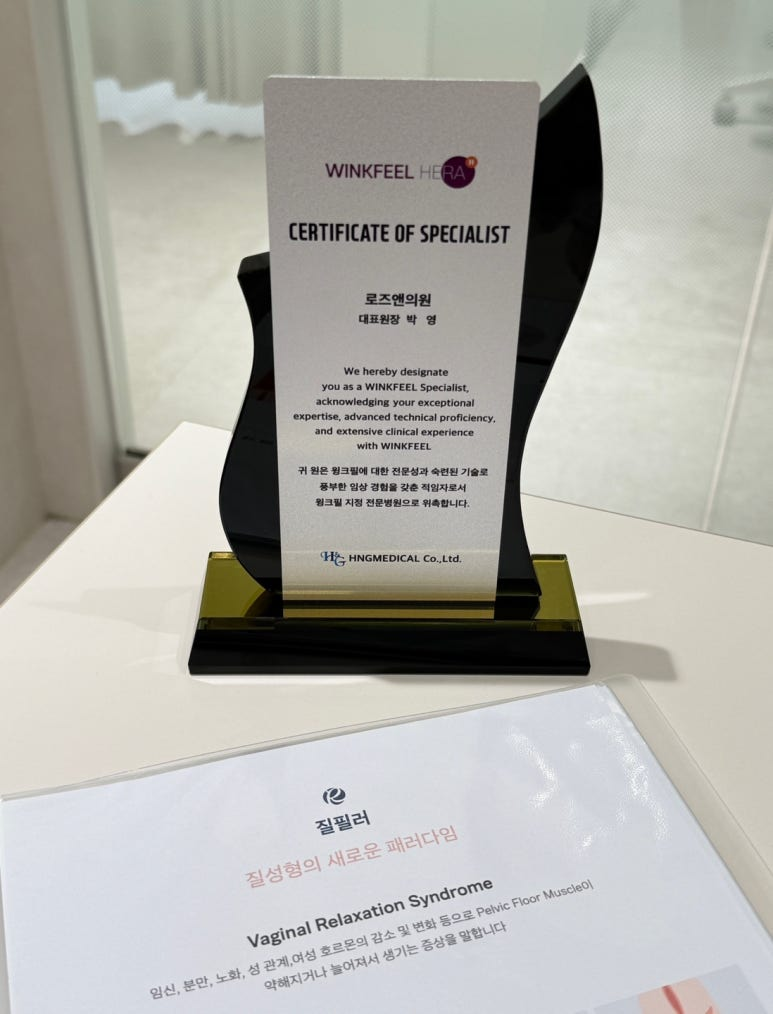 WINKFEEL HERA H
CERTIFICATE OF SPECIALIST
로즈앤의원
대표원장 박 영
We hereby designate
you as a WINKFEEL Specialist,
acknowledging your exceptional
expertise, advanced technical proficiency,
and extensive clinical experience
with WINKFEEL
귀 원은 윙크필에 대한 전문성과 숙련된 기술로
풍부한 임상 경험을 갖춘 적임자로서
윙크필 지정 전문병원으로 위촉합니다.
H&G HNGMEDICAL Co.,Ltd.
질필러
질성형의 새로운 패러다임
Vaginal Relaxation Syndrome
임신, 분만, 노화, 성 관계,여성 호르몬의 감소 및 변화 등으로 Pelvic Floor Muscle이
약해지거나 늘어져서 생기는 증상을 말합니다